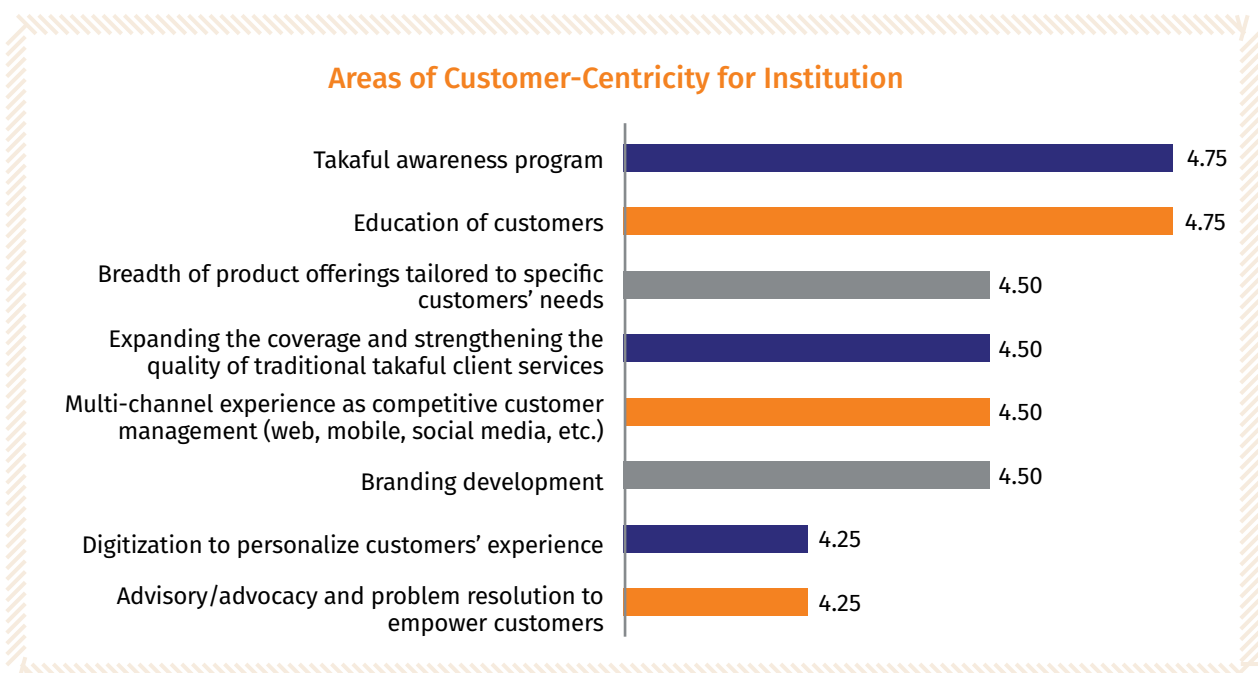 Areas of Customer-Centricity for Institution
Takaful awareness program
4.75
Education of customers
4.75
Breadth of product offerings tailored to specific
customers’ needs
4.50
Expanding the coverage and strengthening the
quality of traditional takaful client services
4.50
Multi-channel experience as competitive customer
management (web, mobile, social media, etc.)
4.50
Branding development
4.50
Digitization to personalize customers’ experience
4.25
Advisory/advocacy and problem resolution to
empower customers
4.25